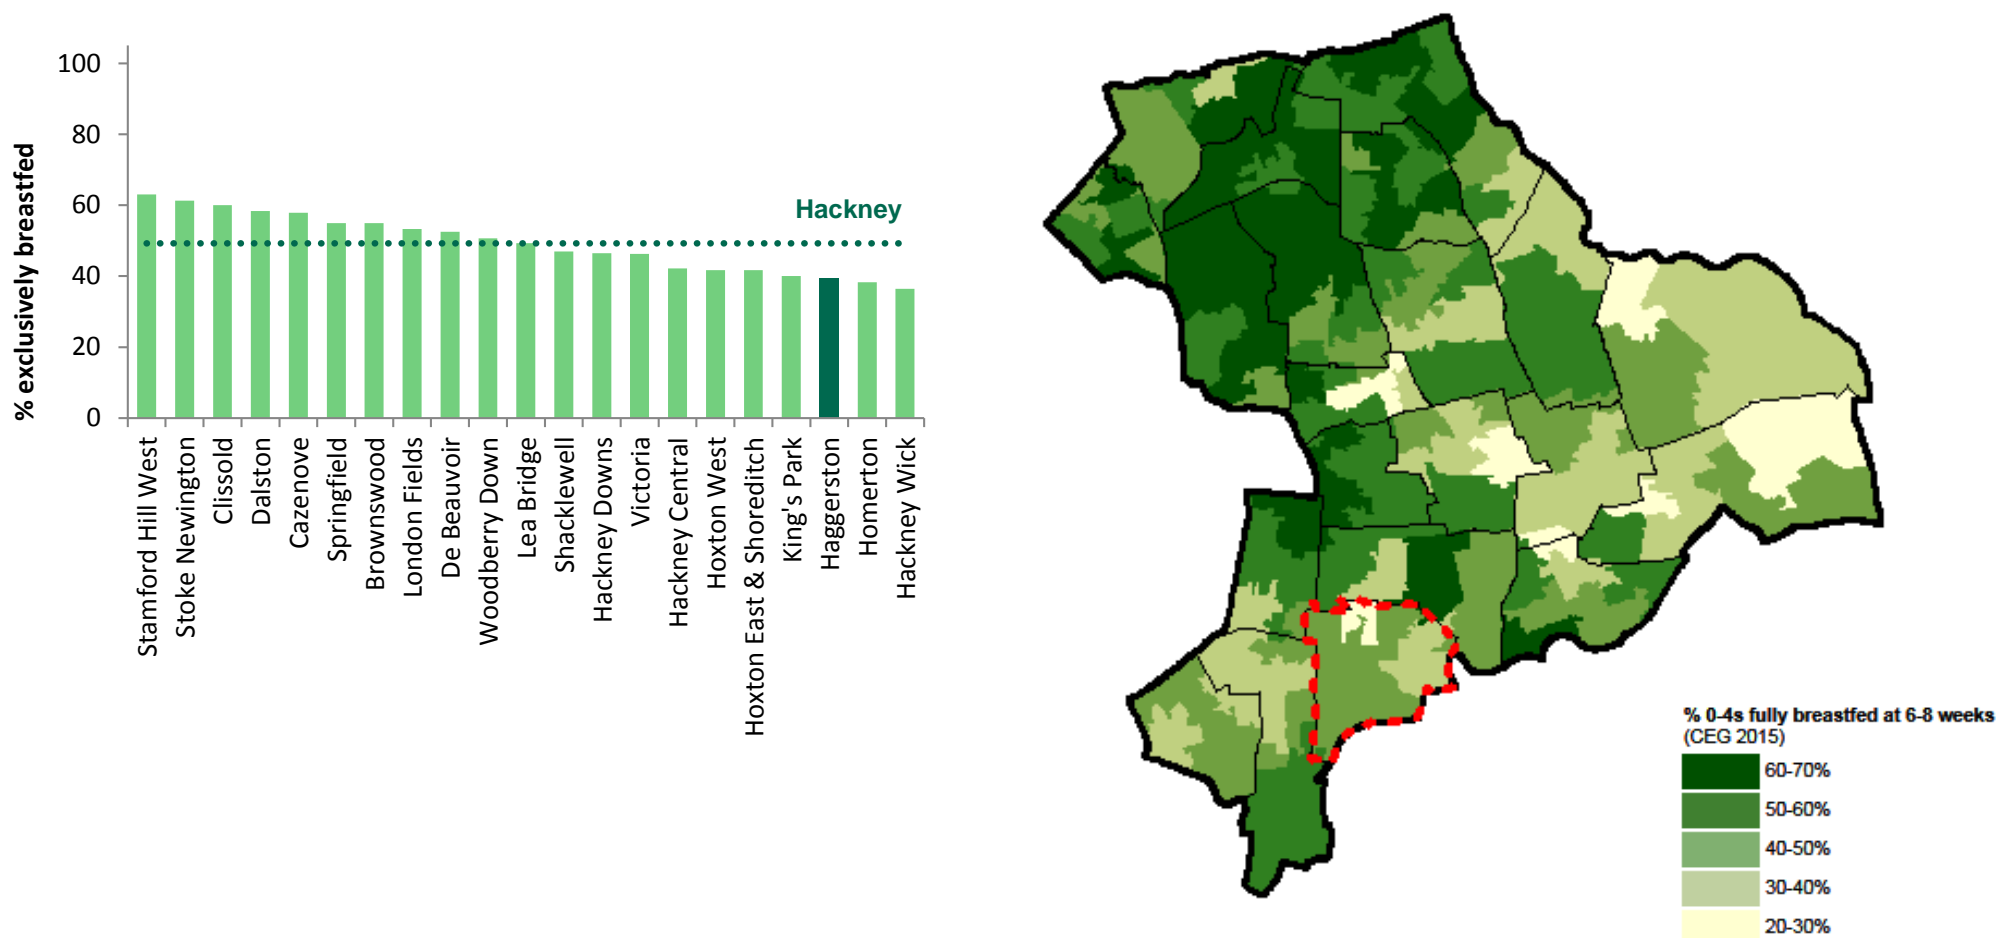 % exclusively breastfed
100
80
60
40
20
0
Hackney
Stamford Hill West
Stoke Newington
Clissold
Dalston
Cazenove
Springfield
Brownswood
London Fields
De Beauvoir
Woodberry Down
Lea Bridge
Shacklewell
Hackney Downs
Victoria
Hackney Central
Hoxton West
Hoxton East & Shoreditch
King's Park
Haggerston
Homerton
Hackney Wick
% 0-4s fully breastfed at 6-8 weeks
(CEG 2015)
60-70%
50-60%
40-50%
30-40%
20-30%